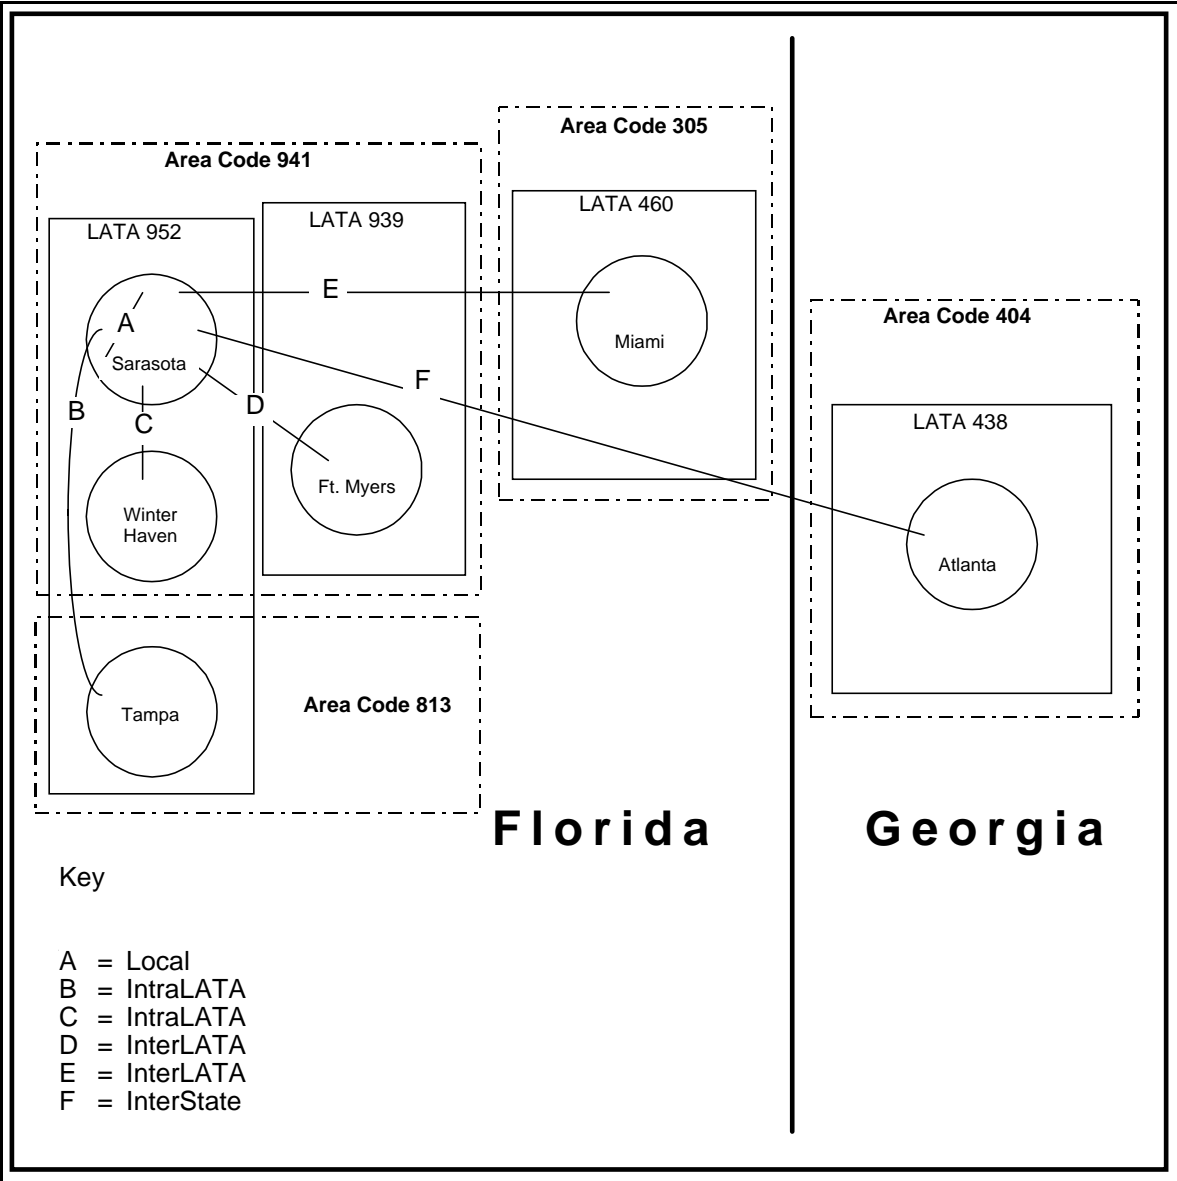 Area Code 305
Area Code 941
LATA 460
LATA 939
LATA 952
E
Area Code 404
A
Miami
Sarasota
F
D
B
C
LATA 438
Ft. Myers
Winter
Haven
Atlanta
Area Code 813
Tampa
Florida
Georgia
Key
A = Local
B = IntraLATA
C = IntraLATA
D = InterLATA
E = InterLATA
F = InterState